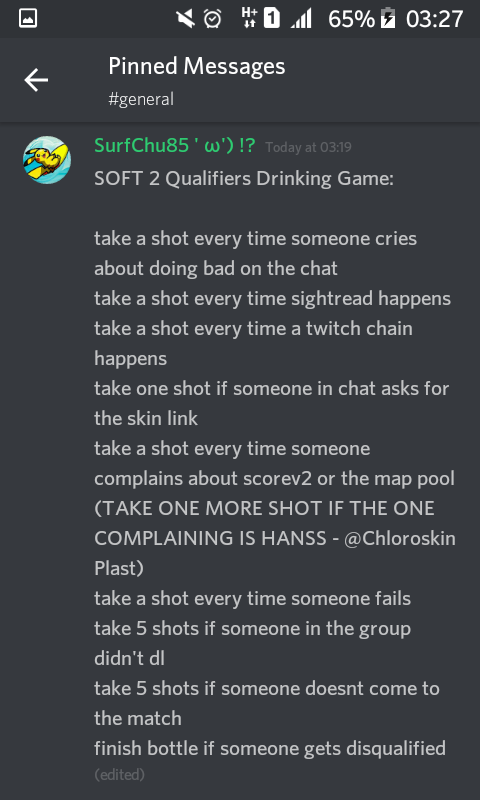 H+ 1 65% 03:27
Pinned Messages
#general
SurfChu85 ' ω') !? Today at 03:19
SOFT 2 Qualifiers Drinking Game:
take a shot every time someone cries
about doing bad on the chat
take a shot every time sightread happens
take a shot every time a twitch chain
happens
take one shot if someone in chat asks for
the skin link
take a shot every time someone
complains about scorev2 or the map pool
(TAKE ONE MORE SHOT IF THE ONE
COMPLAINING IS HANSS - @Chloroskin
Plast)
take a shot every time someone fails
take 5 shots if someone in the group
didn't dl
take 5 shots if someone doesnt come to
the match
finish bottle if someone gets disqualified
(edited)